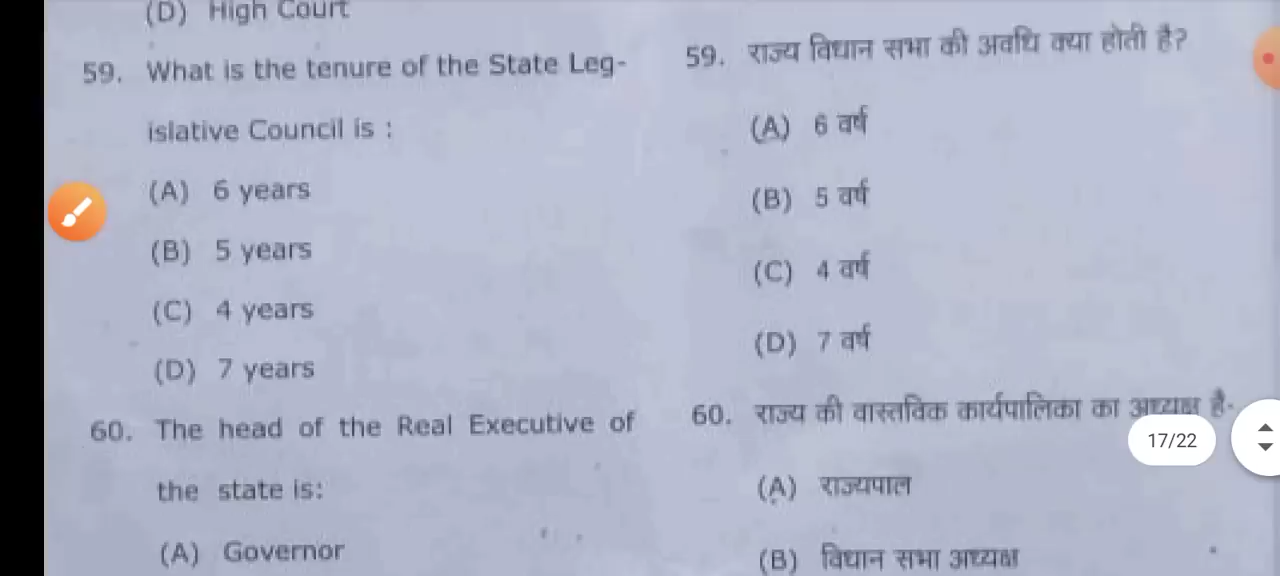 (D) High Court
59. What is the tenure of the State Leg-
islative Council is :
(A) 6 years
(B) 5 years
(C) 4 years
(D) 7 years
60. The head of the Real Executive of
the state is:
(A) Governor
59. राज्य विधान सभा की अवधि क्या होती है?
(A) 6 वर्ष
(B) 5 वर्ष
(C) 4 वर्ष
(D) 7 वर्ष
60. राज्य की वास्तविक कार्यपालिका का अध्यक्ष है-
(A) राज्यपाल
(B) विधान सभा अध्यक्ष
17/22